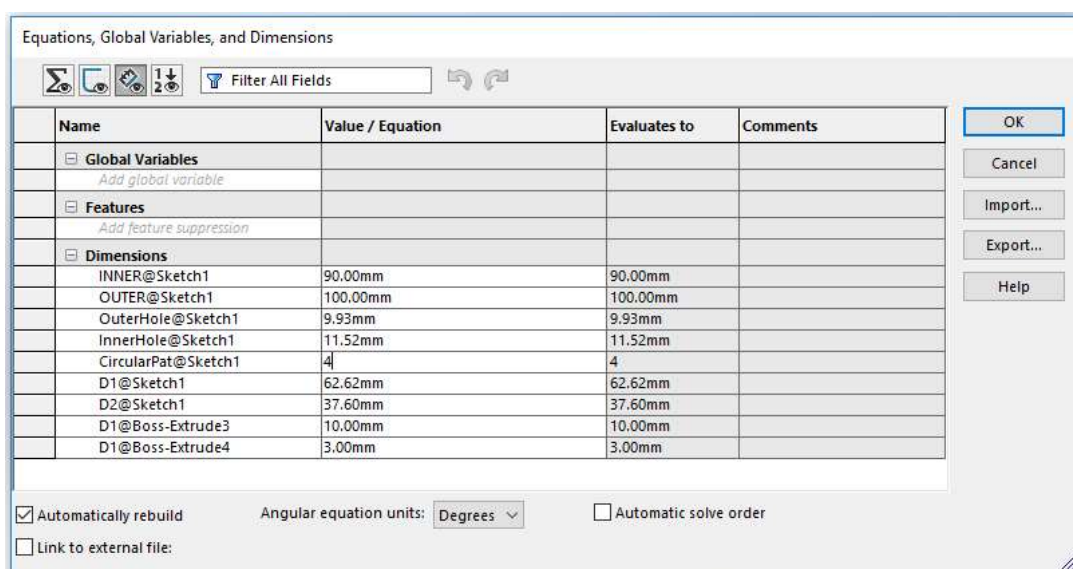 Equations, Global Variables, and Dimensions
Filter All Fields
Name Value / Equation Evaluates to Comments
Global Variables
Add global variable
Features
Add feature suppression
Dimensions
INNER@Sketch1 90.00mm 90.00mm
OUTER@Sketch1 100.00mm 100.00mm
OuterHole@Sketch1 9.93mm 9.93mm
InnerHole@Sketch1 11.52mm 11.52mm
CircularPat@Sketch1 4 4
D1@Sketch1 62.62mm 62.62mm
D2@Sketch1 37.60mm 37.60mm
D1@Boss-Extrude3 10.00mm 10.00mm
D1@Boss-Extrude4 3.00mm 3.00mm
OK
Cancel
Import...
Export...
Help
Automatically rebuild Angular equation units: Degrees Automatic solve order
Link to external file: